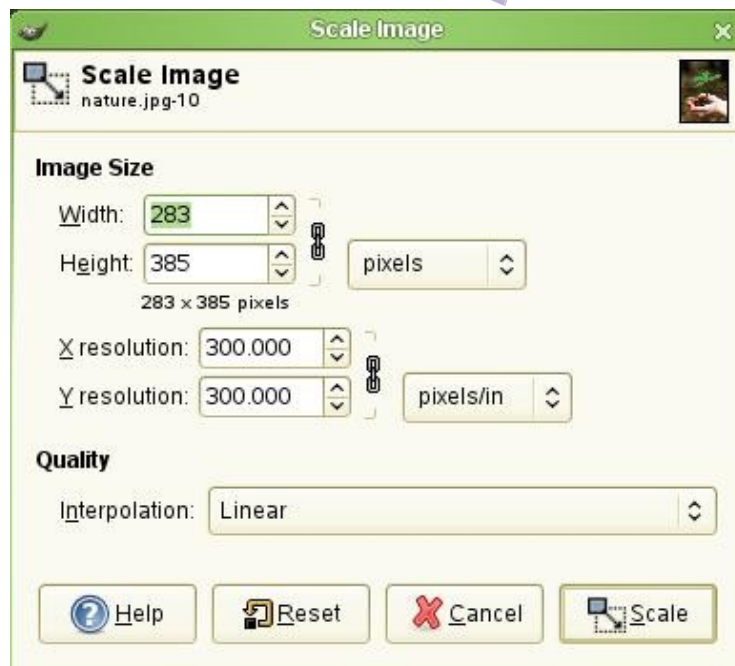 Scale Image
Scale Image
nature.jpg-10
Image Size
Width: 283
Height: 385 pixels
283 × 385 pixels
X resolution: 300.000
Y resolution: 300.000 pixels/in
Quality
Interpolation: Linear
Help Reset Cancel Scale